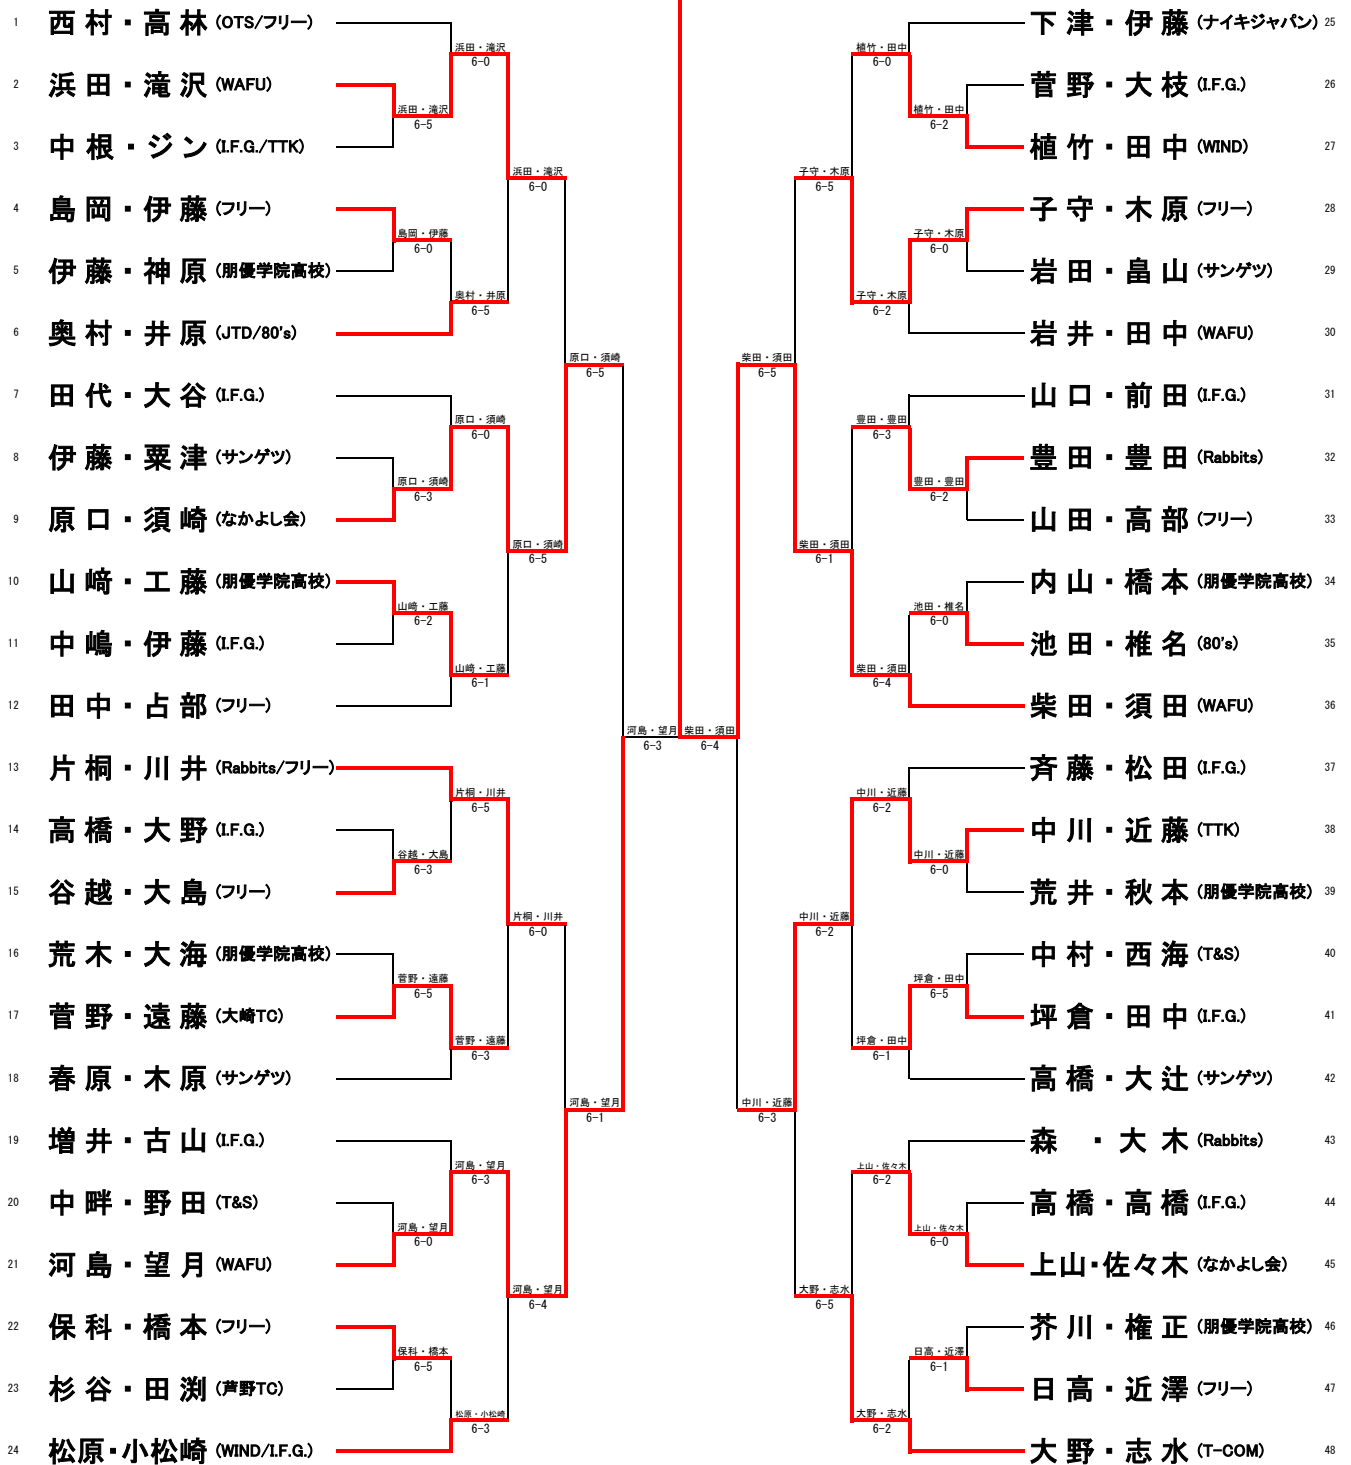 1 西村・高林 (OTS/フリー)
2 浜田・滝沢 (WAFU)
3 中根・ジン (I.F.G./TTK)
4 島岡・伊藤 (フリー)
5 伊藤・神原 (朋優学院高校)
6 奥村・井原 (JTD/80's)
7 田代・大谷 (I.F.G.)
8 伊藤・粟津 (サンゲツ)
9 原口・須崎 (なかよし会)
10 山﨑・工藤 (朋優学院高校)
11 中嶋・伊藤 (I.F.G.)
12 田中・占部 (フリー)
13 片桐・川井 (Rabbits/フリー)
14 高橋・大野 (I.F.G.)
15 谷越・大島 (フリー)
16 荒木・大海 (朋優学院高校)
17 菅野・遠藤 (大崎TC)
18 春原・木原 (サンゲツ)
19 増井・古山 (I.F.G.)
20 中畔・野田 (T&S)
21 河島・望月 (WAFU)
22 保科・橋本 (フリー)
23 杉谷・田渕 (芦野TC)
24 松原・小松崎 (WIND/I.F.G.)
浜田・滝沢
6-5
島岡・伊藤
6-0
原口・須崎
6-3
山﨑・工藤
6-2
谷越・大島
6-3
菅野・遠藤
6-5
河島・望月
6-0
保科・橋本
6-5
浜田・滝沢
6-0
奥村・井原
6-5
原口・須崎
6-0
山﨑・工藤
6-1
片桐・川井
6-5
菅野・遠藤
6-3
河島・望月
6-3
松原・小松崎
6-3
浜田・滝沢
6-0
原口・須崎
6-5
片桐・川井
6-0
河島・望月
6-4
原口・須崎
6-5
河島・望月
6-1
河島・望月
6-3
柴田・須田
6-4
柴田・須田
6-5
中川・近藤
6-3
子守・木原
6-5
柴田・須田
6-1
中川・近藤
6-2
大野・志水
6-5
植竹・田中
6-0
子守・木原
6-2
豊田・豊田
6-3
柴田・須田
6-4
中川・近藤
6-2
坪倉・田中
6-1
上山・佐々木
6-2
大野・志水
6-2
植竹・田中
6-2
子守・木原
6-0
豊田・豊田
6-2
池田・椎名
6-0
中川・近藤
6-0
坪倉・田中
6-5
上山・佐々木
6-0
日高・近澤
6-1
下津・伊藤 (ナイキジャパン) 25
菅野・大枝 (I.F.G.) 26
植竹・田中 (WIND) 27
子守・木原 (フリー) 28
岩田・畠山 (サンゲツ) 29
岩井・田中 (WAFU) 30
山口・前田 (I.F.G.) 31
豊田・豊田 (Rabbits) 32
山田・高部 (フリー) 33
内山・橋本 (朋優学院高校) 34
池田・椎名 (80's) 35
柴田・須田 (WAFU) 36
斉藤・松田 (I.F.G.) 37
中川・近藤 (TTK) 38
荒井・秋本 (朋優学院高校) 39
中村・西海 (T&S) 40
坪倉・田中 (I.F.G.) 41
高橋・大辻 (サンゲツ) 42
森 ・大木 (Rabbits) 43
高橋・高橋 (I.F.G.) 44
上山・佐々木 (なかよし会) 45
芥川・権正 (朋優学院高校) 46
日高・近澤 (フリー) 47
大野・志水 (T-COM) 48